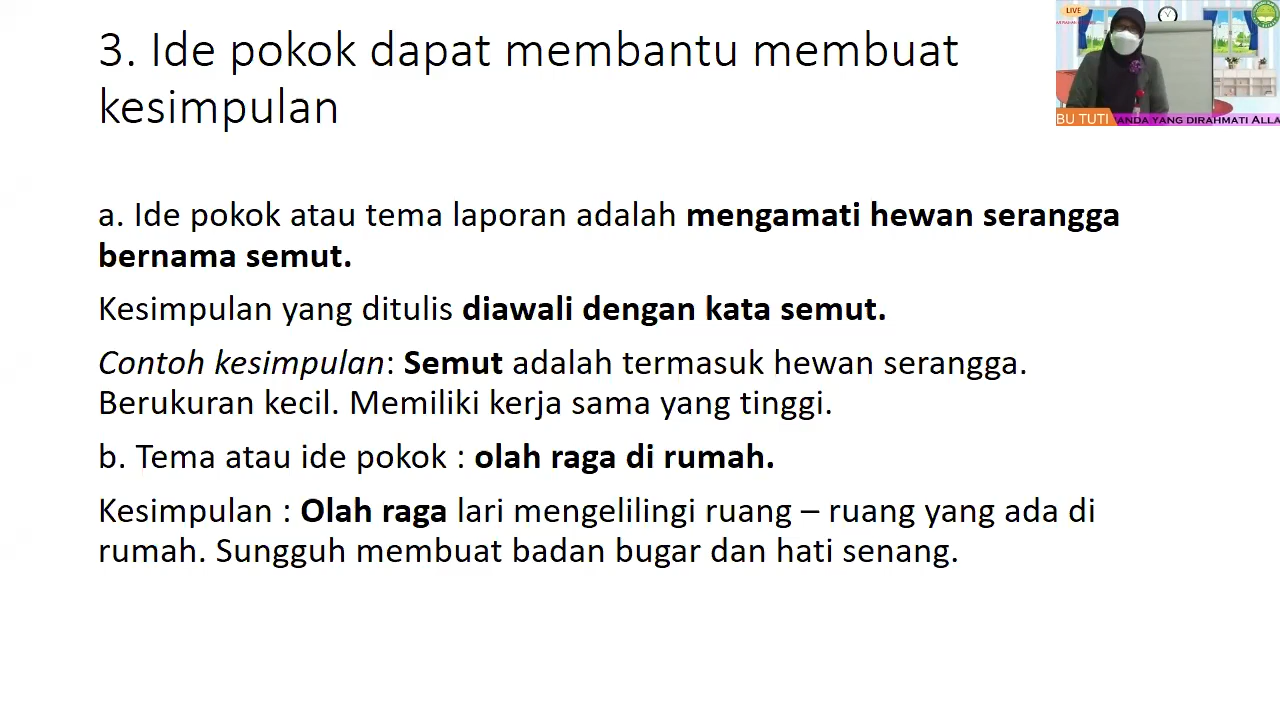 3. Ide pokok dapat membantu membuat
kesimpulan
LIVE
BU TUTI
ANDA YANG DIRAHMATI ALLA
a. Ide pokok atau tema laporan adalah mengamati hewan serangga
bernama semut.
Kesimpulan yang ditulis diawali dengan kata semut.
Contoh kesimpulan: Semut adalah termasuk hewan serangga.
Berukuran kecil. Memiliki kerja sama yang tinggi.
b. Tema atau ide pokok : olah raga di rumah.
Kesimpulan : Olah raga lari mengelilingi ruang – ruang yang ada di
rumah. Sungguh membuat badan bugar dan hati senang.